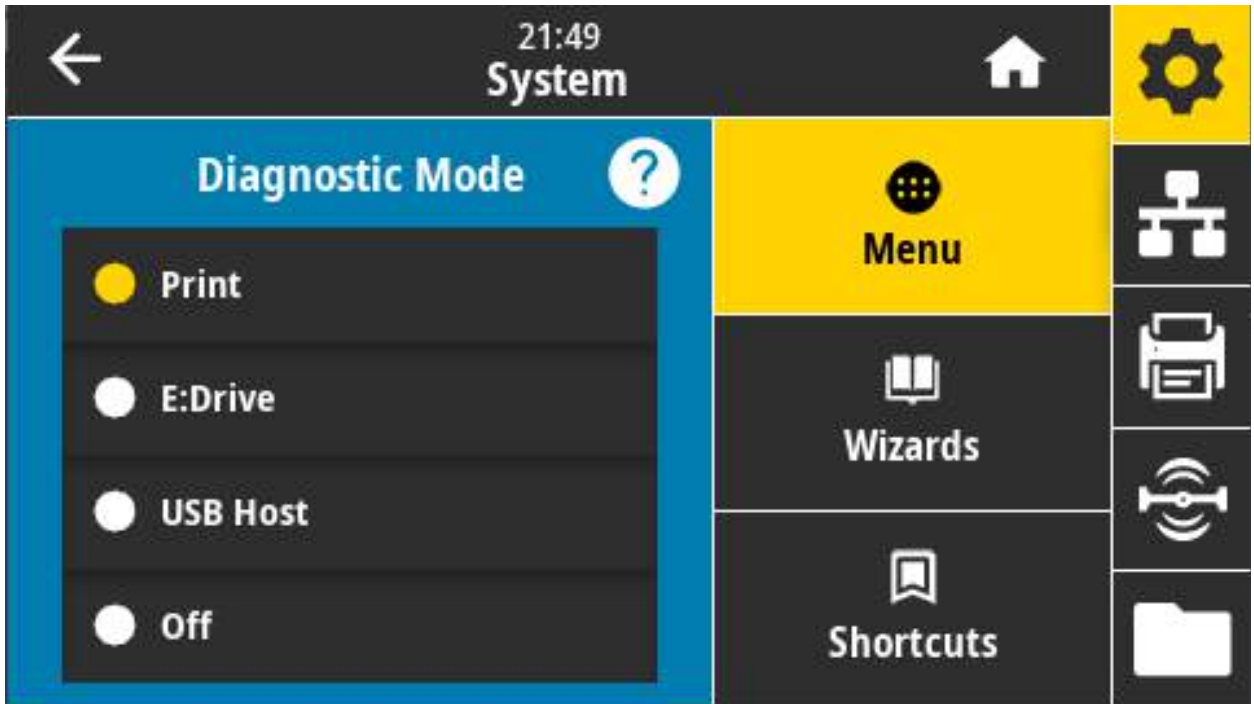 21:49
System
Diagnostic Mode ?
Print
E:Drive
USB Host
Off
Menu
Wizards
Shortcuts